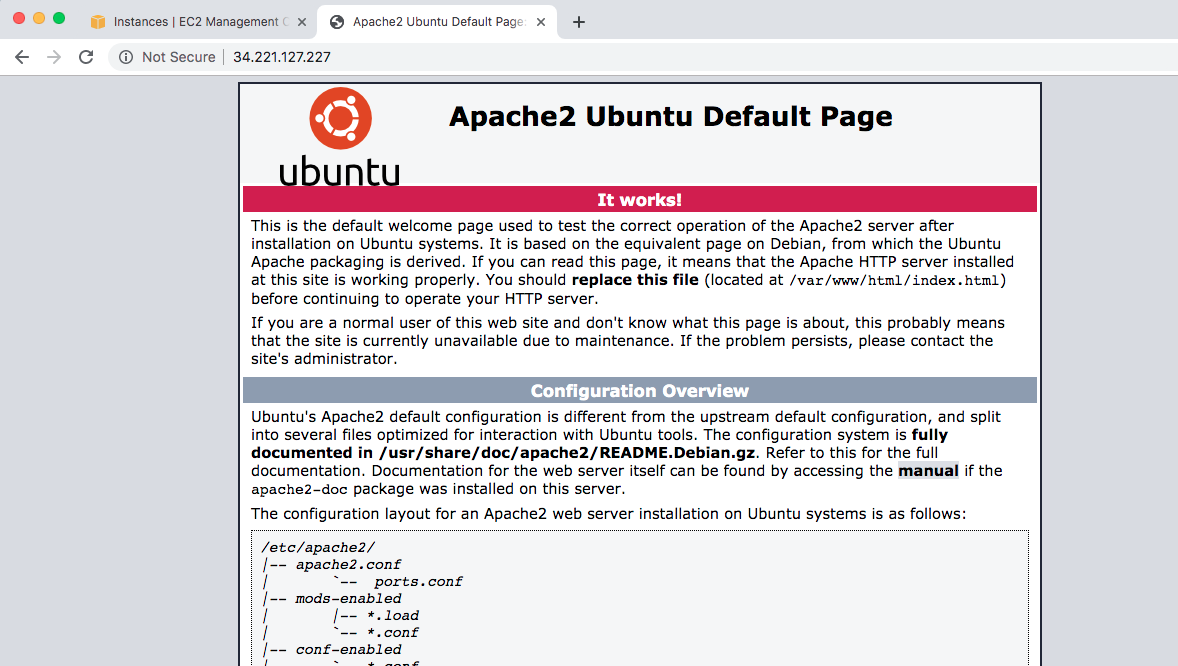 Instances | EC2 Management
Apache2 Ubuntu Default Page:
Not Secure | 34.221.127.227
Apache2 Ubuntu Default Page
ubuntu
It works!
This is the default welcome page used to test the correct operation of the Apache2 server after
installation on Ubuntu systems. It is based on the equivalent page on Debian, from which the Ubuntu
Apache packaging is derived. If you can read this page, it means that the Apache HTTP server installed
at this site is working properly. You should replace this file (located at /var/www/html/index.html)
before continuing to operate your HTTP server.
If you are a normal user of this web site and don't know what this page is about, this probably means
that the site is currently unavailable due to maintenance. If the problem persists, please contact the
site's administrator.
Configuration Overview
Ubuntu's Apache2 default configuration is different from the upstream default configuration, and split
into several files optimized for interaction with Ubuntu tools. The configuration system is fully
documented in /usr/share/doc/apache2/README.Debian.gz. Refer to this for the full
documentation. Documentation for the web server itself can be found by accessing the manual if the
apache2-doc package was installed on this server.
The configuration layout for an Apache2 web server installation on Ubuntu systems is as follows:
/etc/apache2/
|-- apache2.conf
|       `--  ports.conf
|-- mods-enabled
|       |-- *.load
|       `-- *.conf
|-- conf-enabled
|       `-- *.conf